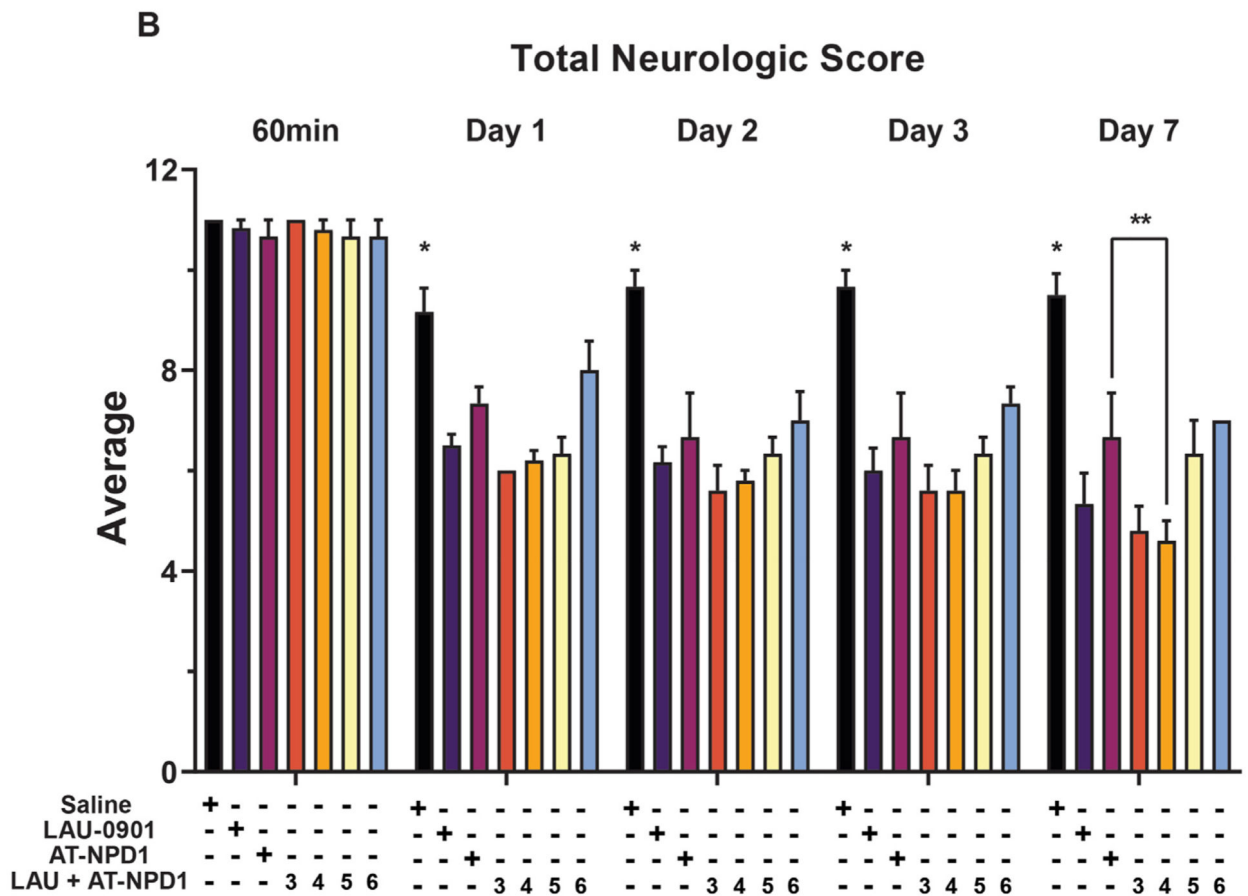 B
Total Neurologic Score
60min Day 1 Day 2 Day 3 Day 7
12
**
* * * *
8
Average
4
0
Saline + - - - - - - + - - - - - - + - - - - - - + - - - - - - + - - - - - -
LAU-0901 - + - - - - - - + - - - - - - + - - - - - - + - - - - - - + - - - - -
AT-NPD1 - - + - - - - - - + - - - - - - + - - - - - - + - - - - - - + - - - -
LAU + AT-NPD1 - - - 3 4 5 6 - - - 3 4 5 6 - - - 3 4 5 6 - - - 3 4 5 6 - - - 3 4 5 6